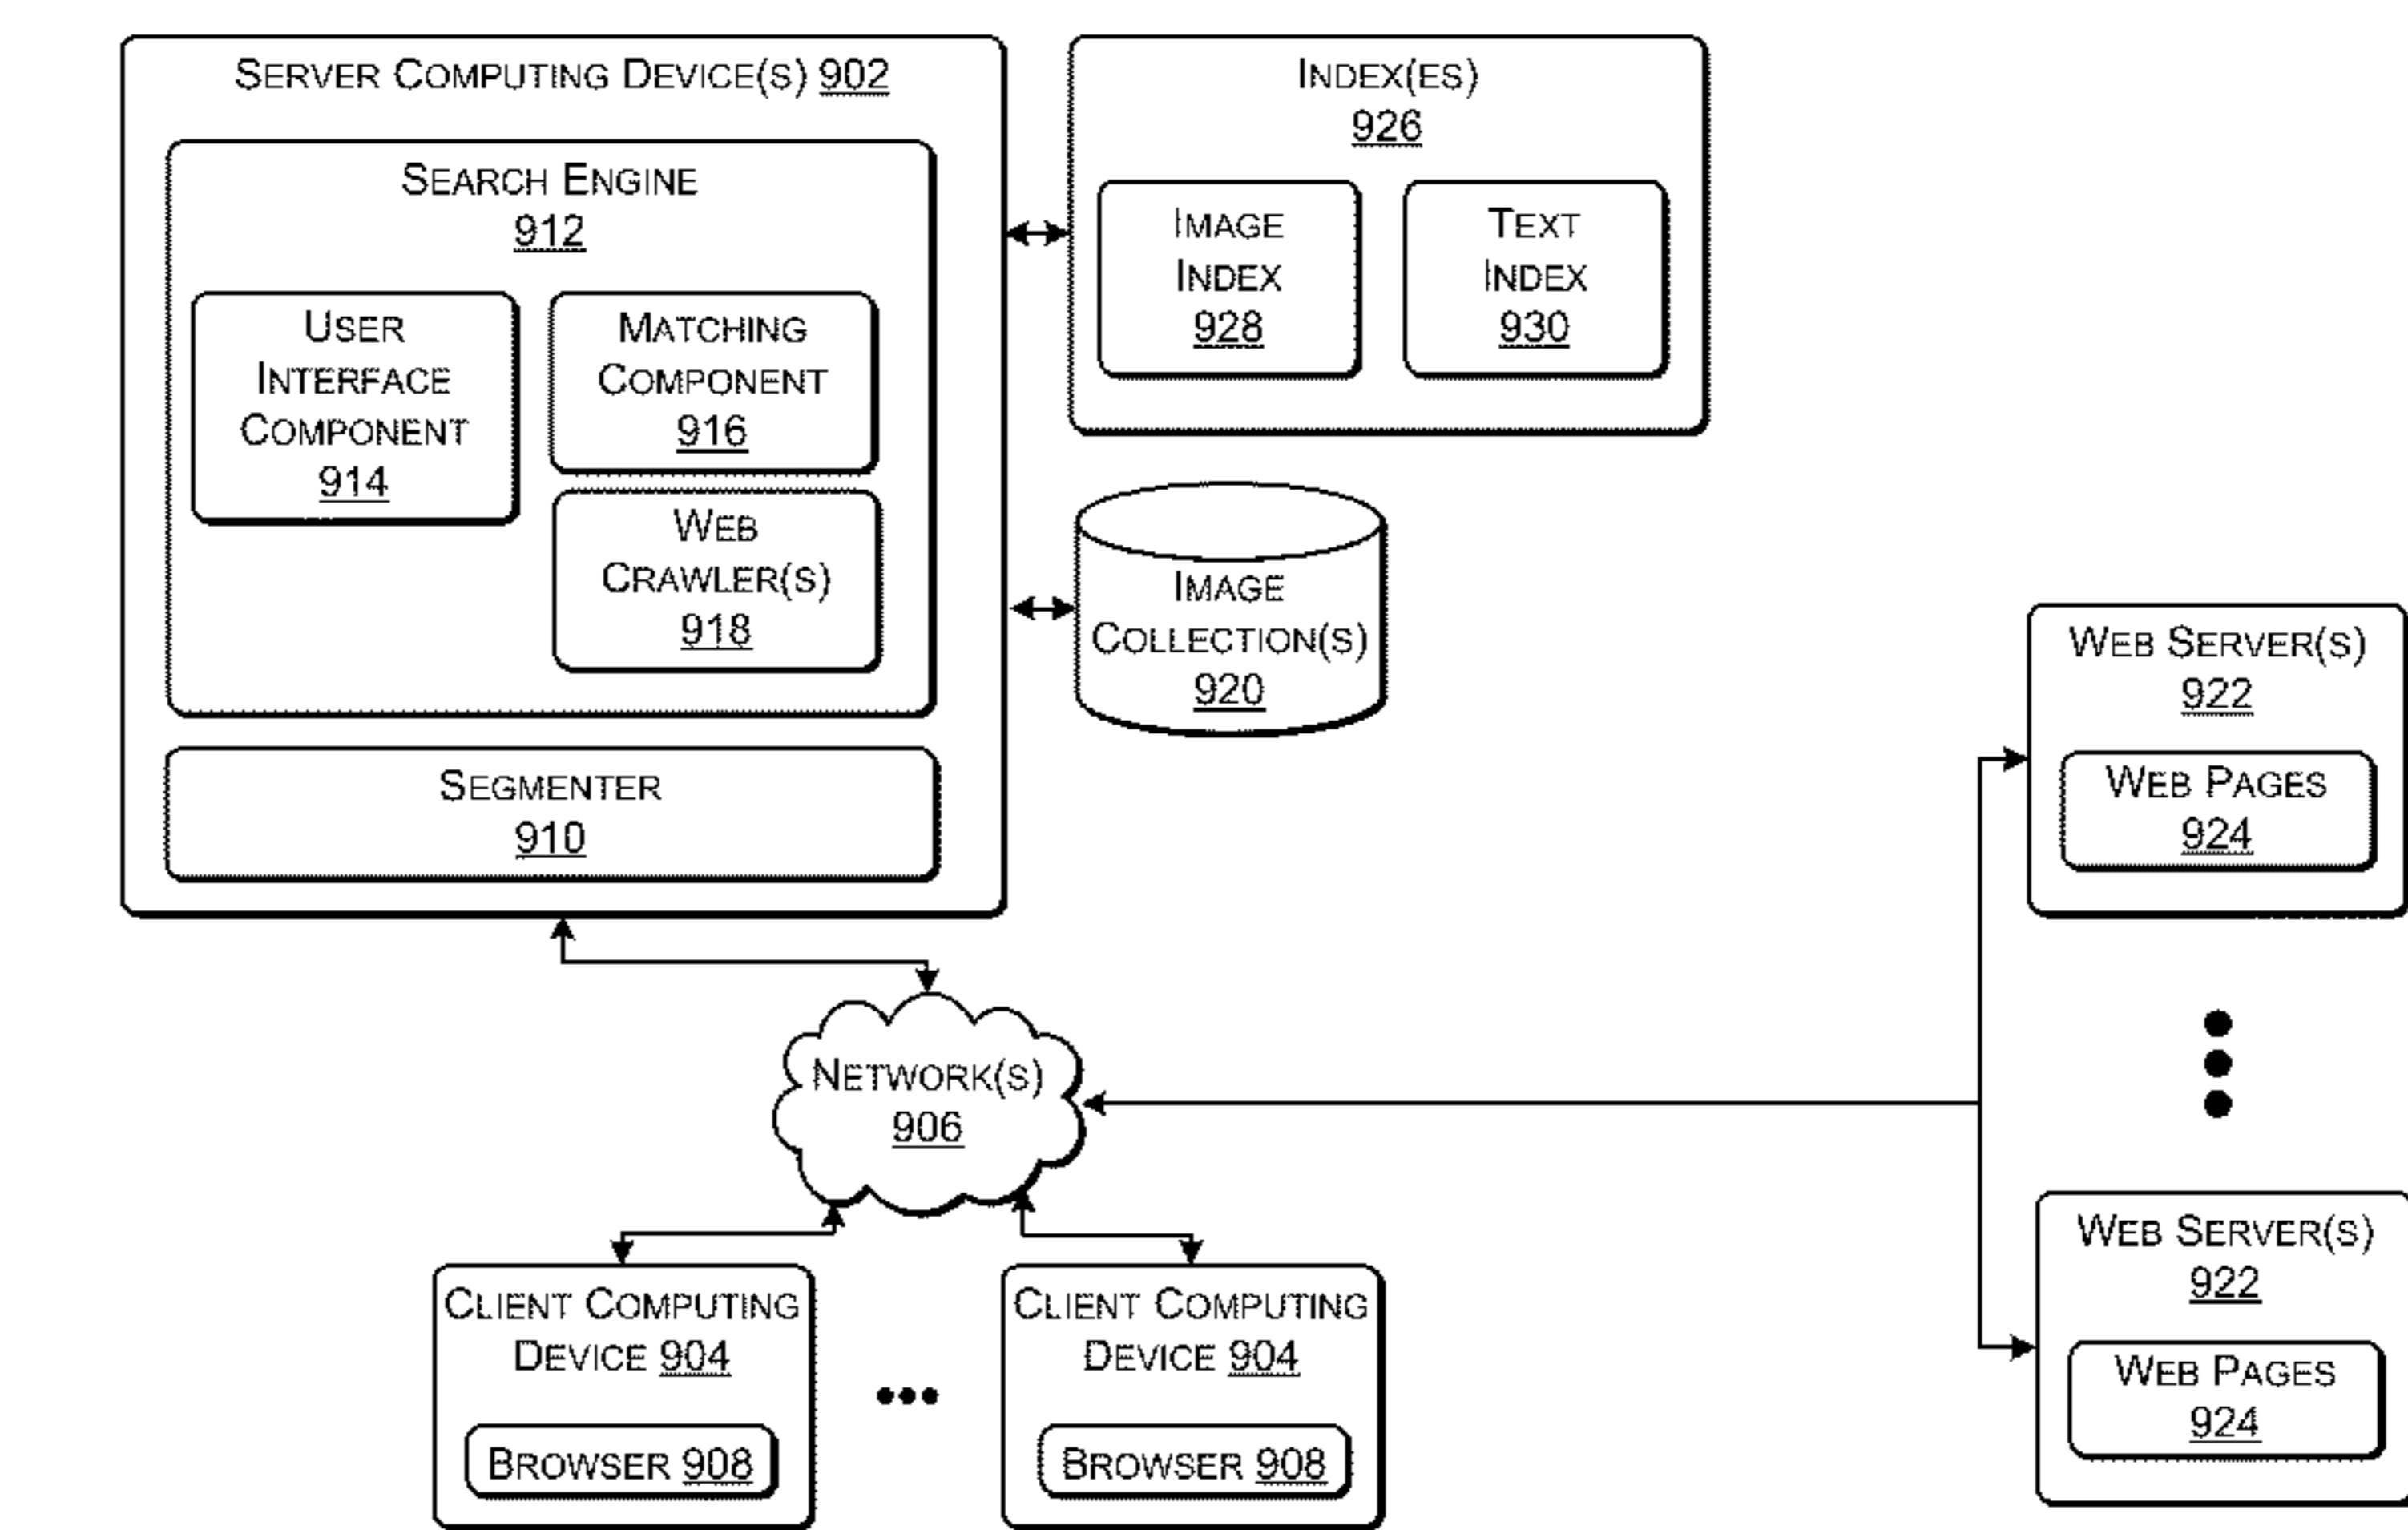 SERVER COMPUTING DEVICE(S) 902
SEARCH ENGINE
912
USER
INTERFACE
COMPONENT
914
MATCHING
COMPONENT
916
WEB
CRAWLER(S)
918
SEGMENTER
910
INDEX(ES)
926
IMAGE
INDEX
928
TEXT
INDEX
930
IMAGE
COLLECTION(S)
920
WEB SERVER(S)
922
WEB PAGES
924
NETWORK(S)
906
WEB SERVER(S)
922
WEB PAGES
924
CLIENT COMPUTING
DEVICE 904
BROWSER 908
CLIENT COMPUTING
DEVICE 904
BROWSER 908